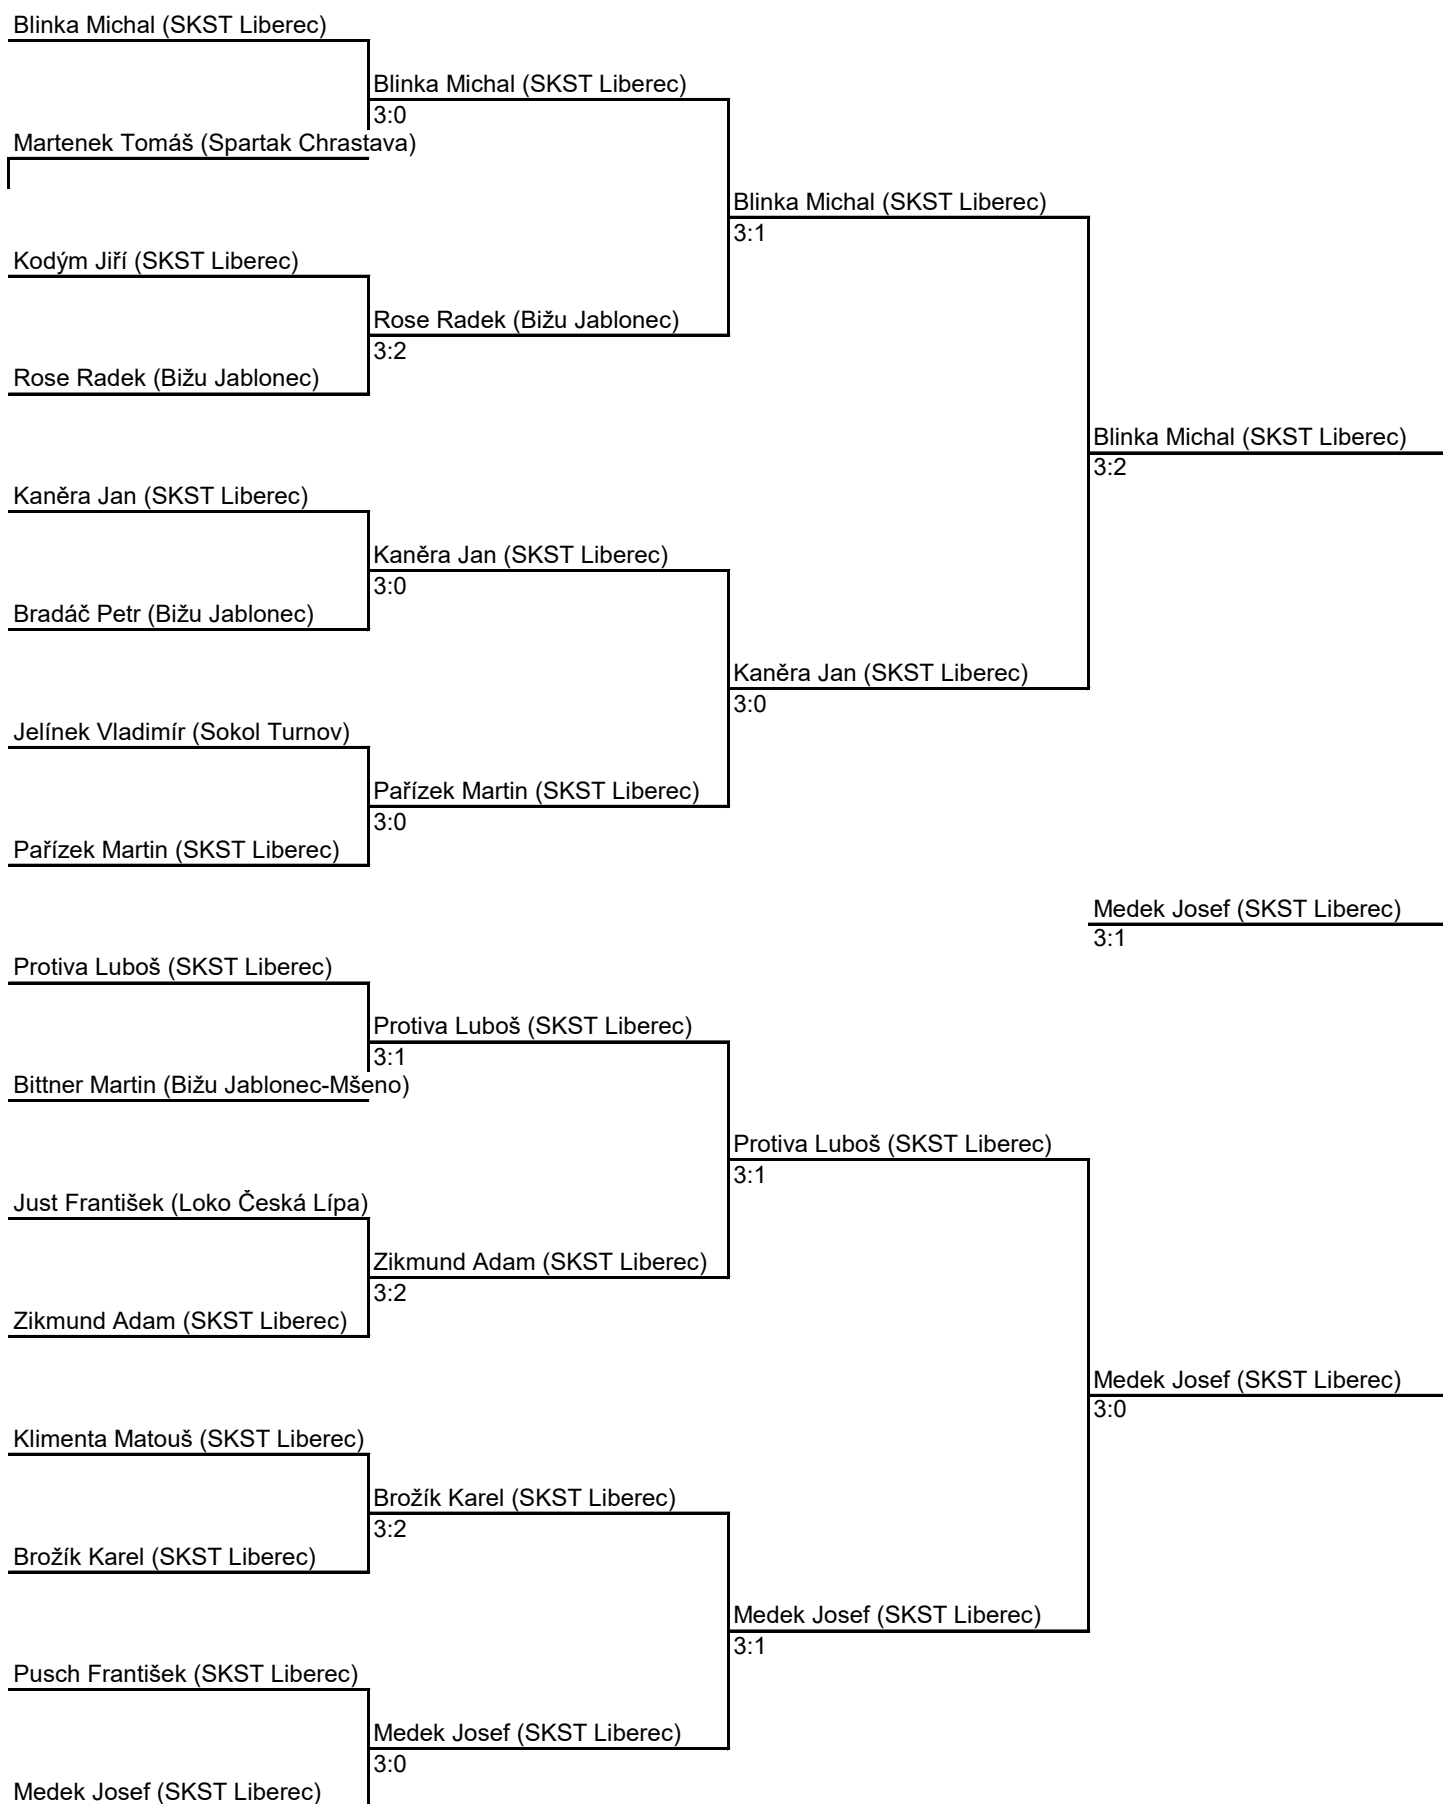 Blinka Michal (SKST Liberec)
Blinka Michal (SKST Liberec)
3:0
Martenek Tomáš (Spartak Chrastava)
Blinka Michal (SKST Liberec)
3:1
Kodým Jiří (SKST Liberec)
Rose Radek (Bižu Jablonec)
3:2
Rose Radek (Bižu Jablonec)
Blinka Michal (SKST Liberec)
3:2
Kaněra Jan (SKST Liberec)
Kaněra Jan (SKST Liberec)
3:0
Bradáč Petr (Bižu Jablonec)
Kaněra Jan (SKST Liberec)
3:0
Jelínek Vladimír (Sokol Turnov)
Pařízek Martin (SKST Liberec)
3:0
Pařízek Martin (SKST Liberec)
Medek Josef (SKST Liberec)
3:1
Protiva Luboš (SKST Liberec)
Protiva Luboš (SKST Liberec)
3:1
Bittner Martin (Bižu Jablonec-Mšeno)
Protiva Luboš (SKST Liberec)
3:1
Just František (Loko Česká Lípa)
Zikmund Adam (SKST Liberec)
3:2
Zikmund Adam (SKST Liberec)
Medek Josef (SKST Liberec)
3:0
Klimenta Matouš (SKST Liberec)
Brožík Karel (SKST Liberec)
3:2
Brožík Karel (SKST Liberec)
Medek Josef (SKST Liberec)
3:1
Pusch František (SKST Liberec)
Medek Josef (SKST Liberec)
3:0
Medek Josef (SKST Liberec)